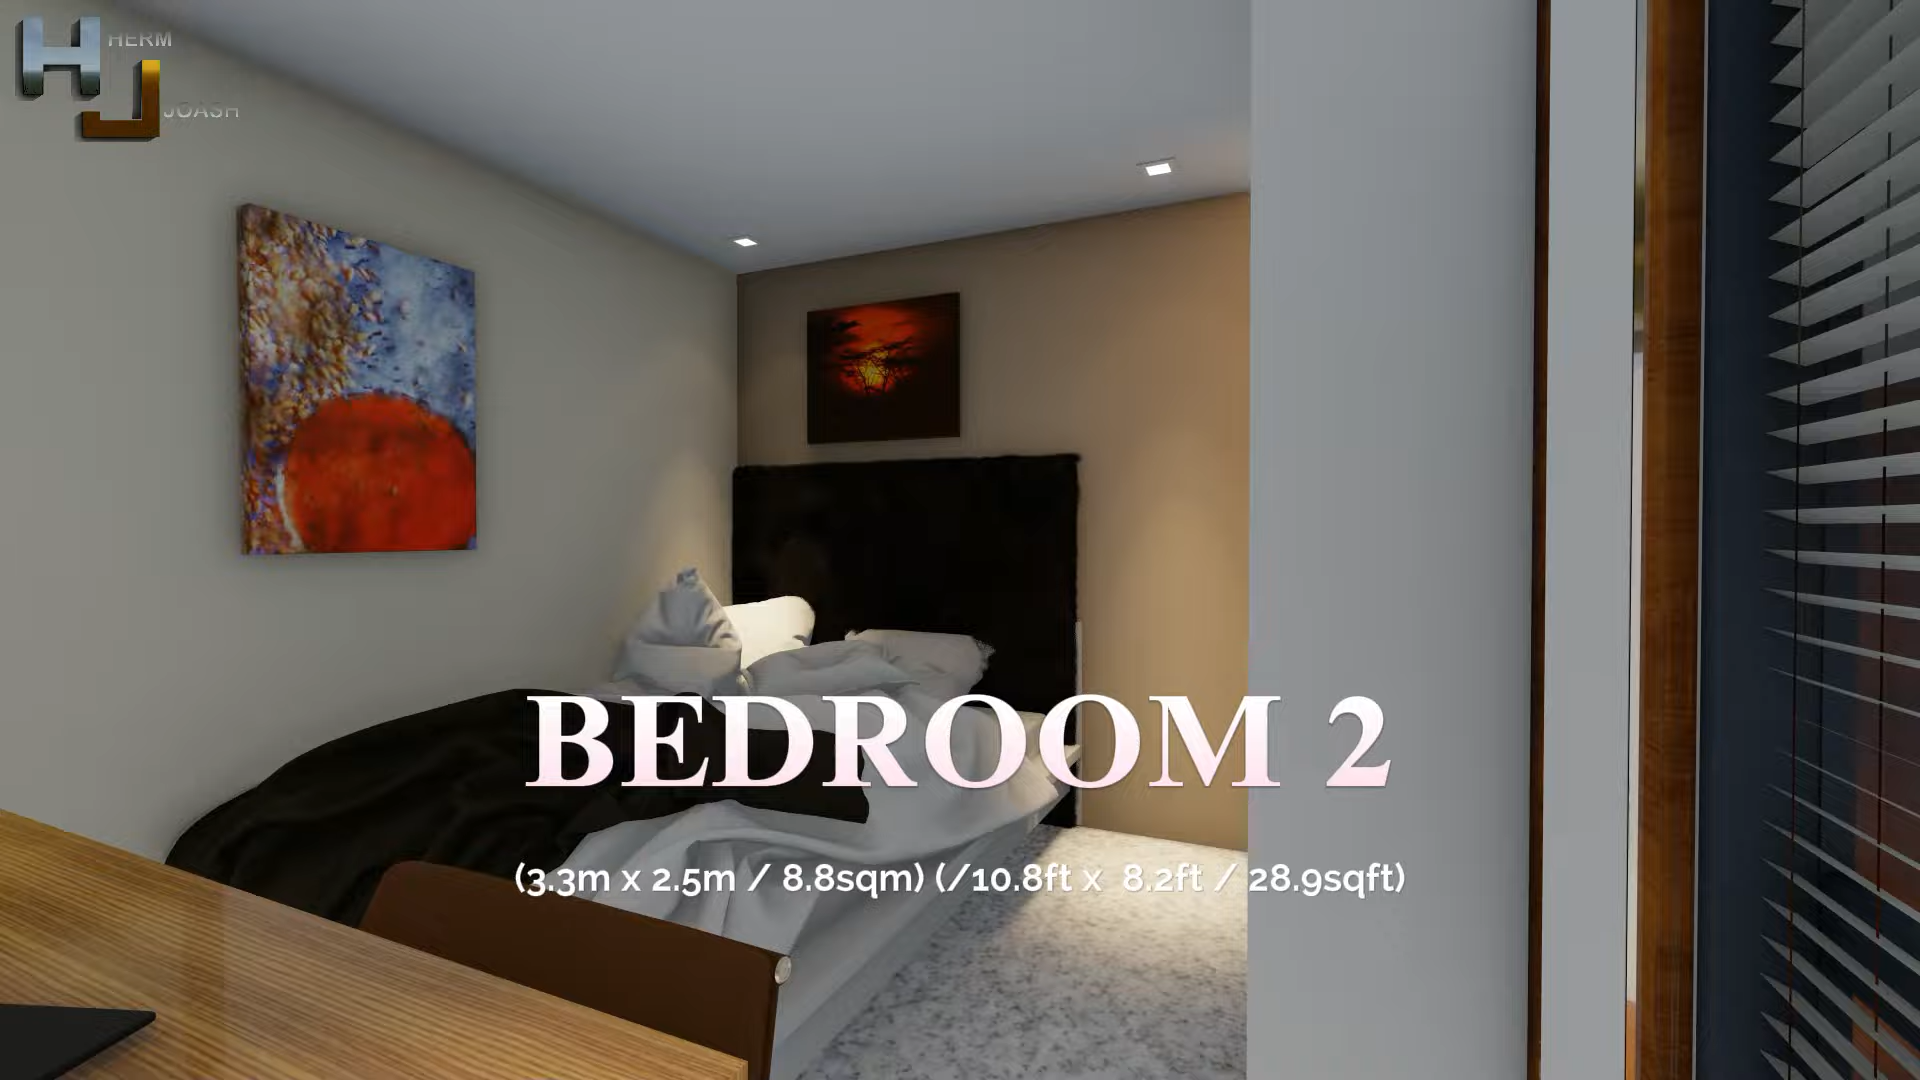 HERM
JOASH
BEDROOM 2
(3.3m x 2.5m / 8.8sqm) (/10.8ft x  8.2ft / 28.9sqft)